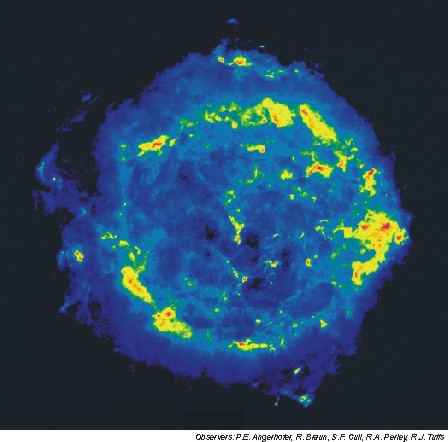 Observers: P.E. Angerhofer, R. Braun, S.F. Gull, R.A. Perley, R.J. Tuffs